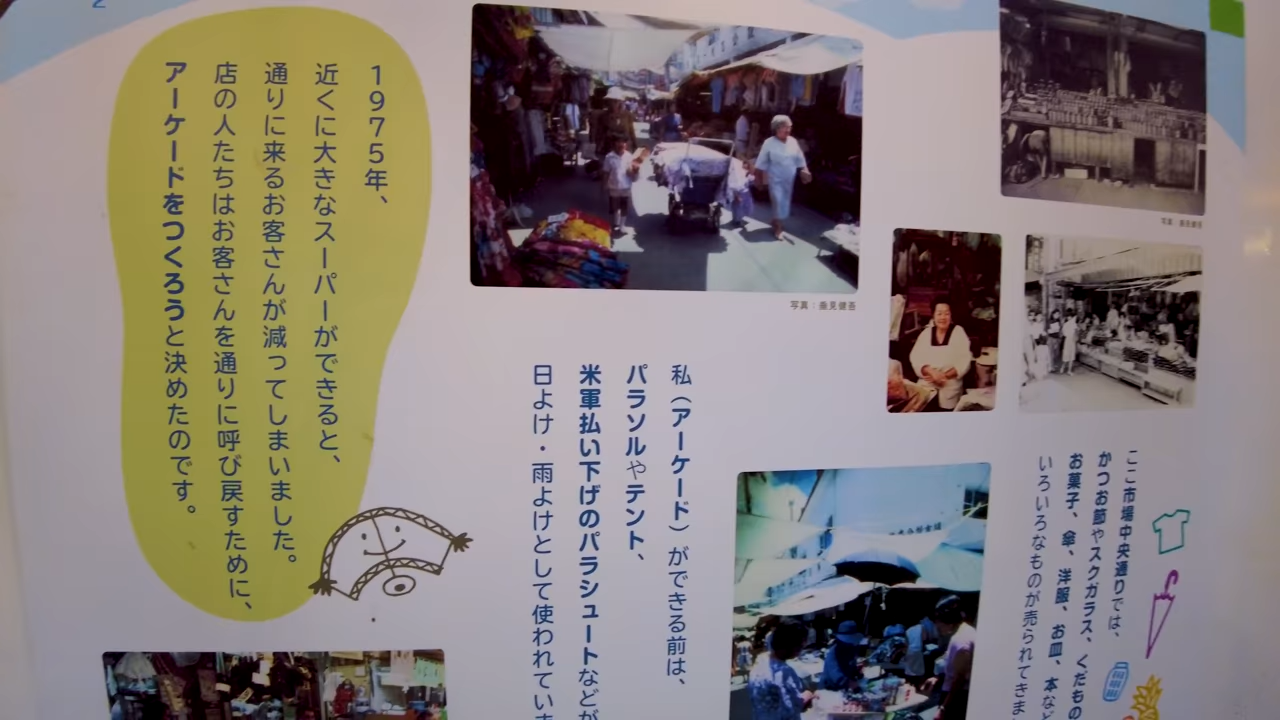 ここ市場中央通りでは、
かつお節やスクガラス、くだもの
お菓子、傘、洋服、お皿、本など
いろいろなものが売られてきま
私（アーケード）ができる前は、
パラソルやテント、
米軍払い下げのパラシュートなどが
日よけ・雨よけとして使われていま
1975年、
近くに大きなスーパーができると、
通りに来るお客さんが減ってしまいました。
店の人たちはお客さんを通りに呼び戻すために、
アーケードをつくろうと決めたのです。
写真：垂見健吾
2